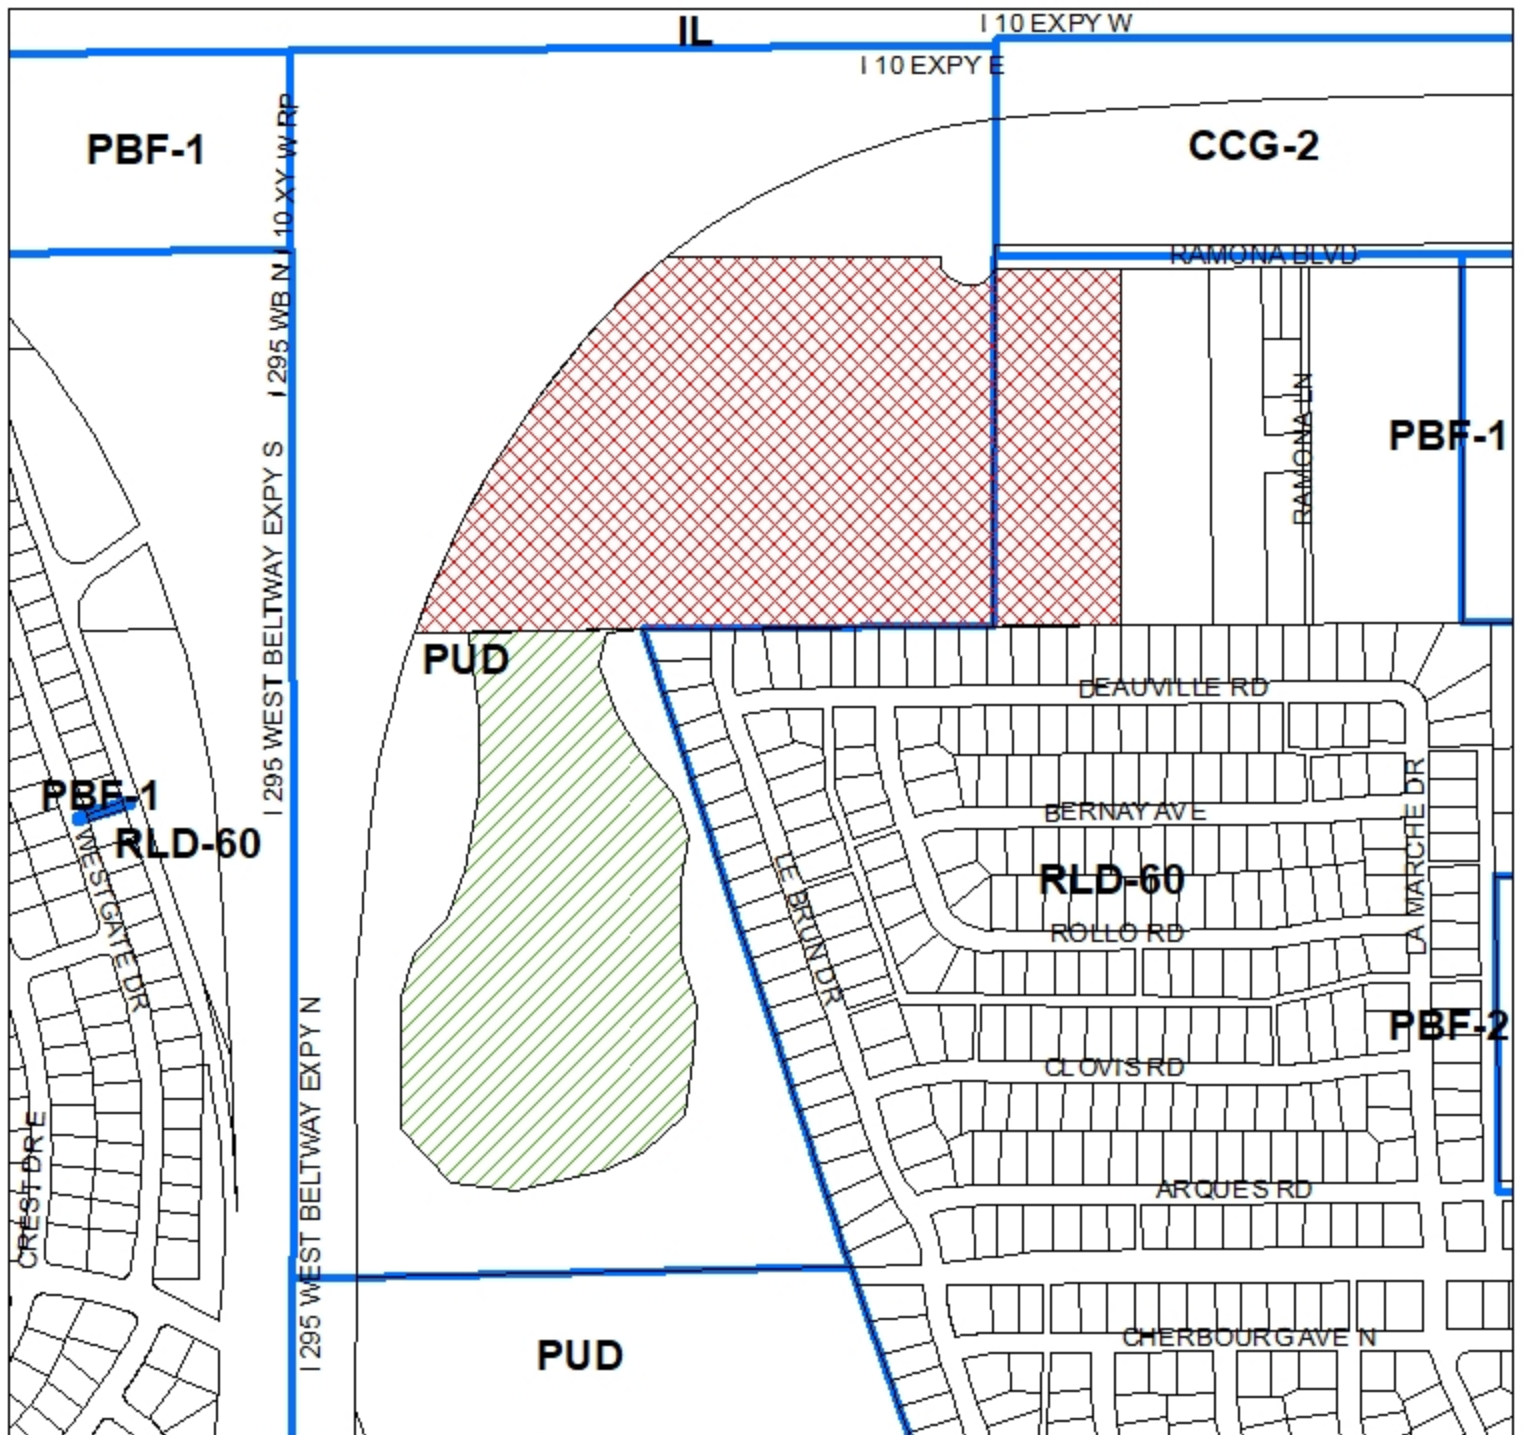 I 10 EXPY W
IL
I 10 EXPY E
PBF-1
CCG-2
I 295 WB N I 10 XY W RP
RAMONA BLVD
RAMONA LN
PBF-1
I 295 WEST BELTWAY EXPY S
PUD
DEAUVILLE RD
PBF-1
RLD-60
BERNAY AVE
LA MARCHE DR
WESTGATE DR
LE BRUN DR
RLD-60
ROLLO RD
PBF-2
I 295 WEST BELTWAY EXPY N
CLOVIS RD
CREST DR E
ARQUES RD
CHERBOURG AVE N
PUD